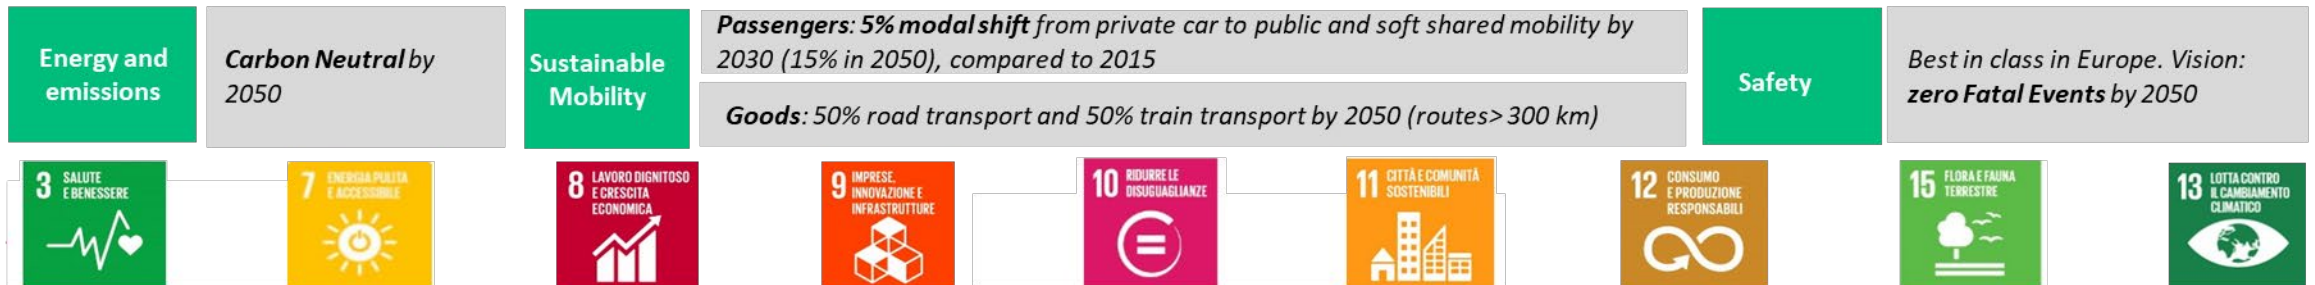 Energy and
emissions
Carbon Neutral by
2050
Sustainable
Mobility
Passengers: 5% modal shift from private car to public and soft shared mobility by
2030 (15% in 2050), compared to 2015
Goods: 50% road transport and 50% train transport by 2050 (routes> 300 km)
Safety
Best in class in Europe. Vision:
zero Fatal Events by 2050
3 SALUTE
E BENESSERE
7 ENERGIA PULITA
E ACCESSIBILE
8 LAVORO DIGNITOSO
E CRESCITA
ECONOMICA
9 IMPRESE,
INNOVAZIONE E
INFRASTRUTTURE
10 RIDURRE LE
DISUGUAGLIANZE
11 CITTÀ E COMUNITÀ
SOSTENIBILI
12 CONSUMO
E PRODUZIONE
RESPONSABILI
15 FLORA E FAUNA
TERRESTRE
13 LOTTA CONTRO
IL CAMBIAMENTO
CLIMATICO